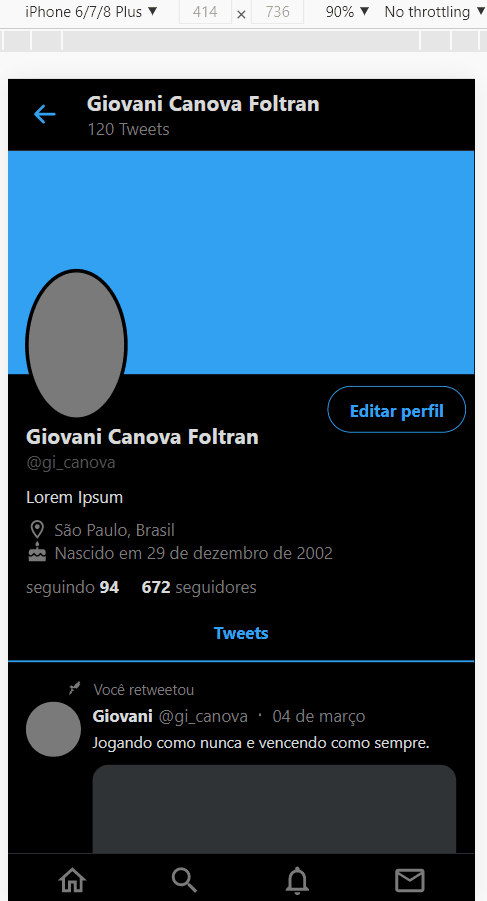 iPhone 6/7/8 Plus ▼ 414 × 736 90% ▼ No throttling ▼
Giovani Canova Foltran
120 Tweets
Editar perfil
Giovani Canova Foltran
@gi_canova
Lorem Ipsum
São Paulo, Brasil
Nascido em 29 de dezembro de 2002
seguindo 94 672 seguidores
Tweets
Você retweetou
Giovani @gi_canova · 04 de março
Jogando como nunca e vencendo como sempre.